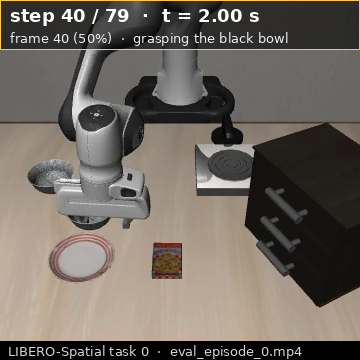 step 40 / 79 · t = 2.00 s
frame 40 (50%) · grasping the black bowl
LIBERO-Spatial task 0 · eval_episode_0.mp4